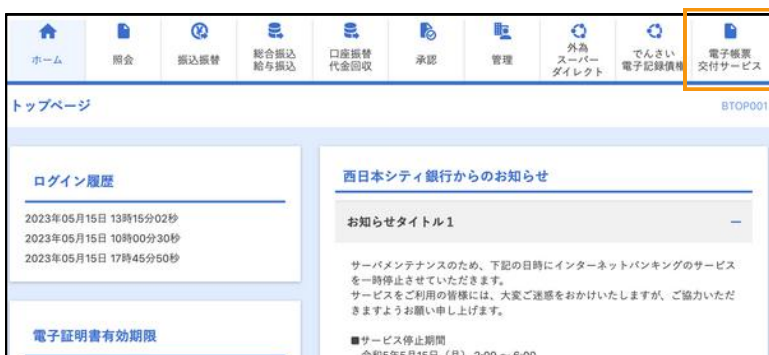 ホーム
照会
振込振替
総合振込
給与振込
口座振替
代金回収
承認
管理
外為
スーパー
ダイレクト
でんさい
電子記録債権
電子帳票
交付サービス
トップページ
BTOP001
ログイン履歴
2023年05月15日 13時15分02秒
2023年05月15日 10時00分30秒
2023年05月15日 17時45分50秒
電子証明書有効期限
西日本シティ銀行からのお知らせ
お知らせタイトル1
サーバメンテナンスのため、下記の日時にインターネットバンキングのサービス
を一時停止させていただきます。
サービスをご利用の皆様には、大変ご迷惑をおかけいたしますが、ご協力いただ
きますようお願い申し上げます。
■サービス停止期間
令和5年5月15日（月） 2:00 ~ 6:00